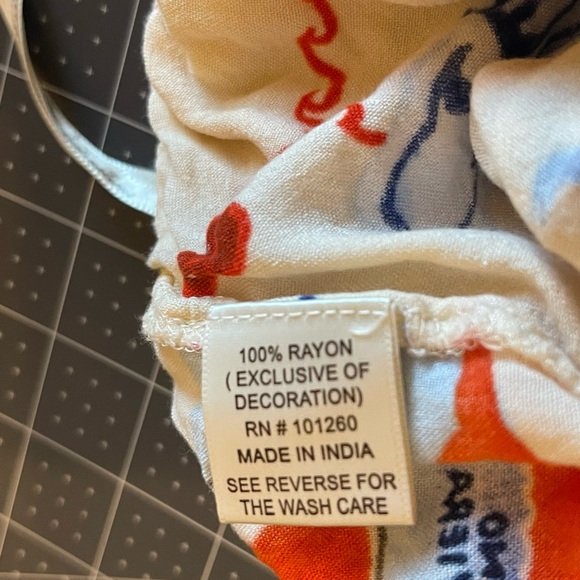 100% RAYON
( EXCLUSIVE OF
DECORATION)
RN # 101260
MADE IN INDIA
SEE REVERSE FOR
THE WASH CARE